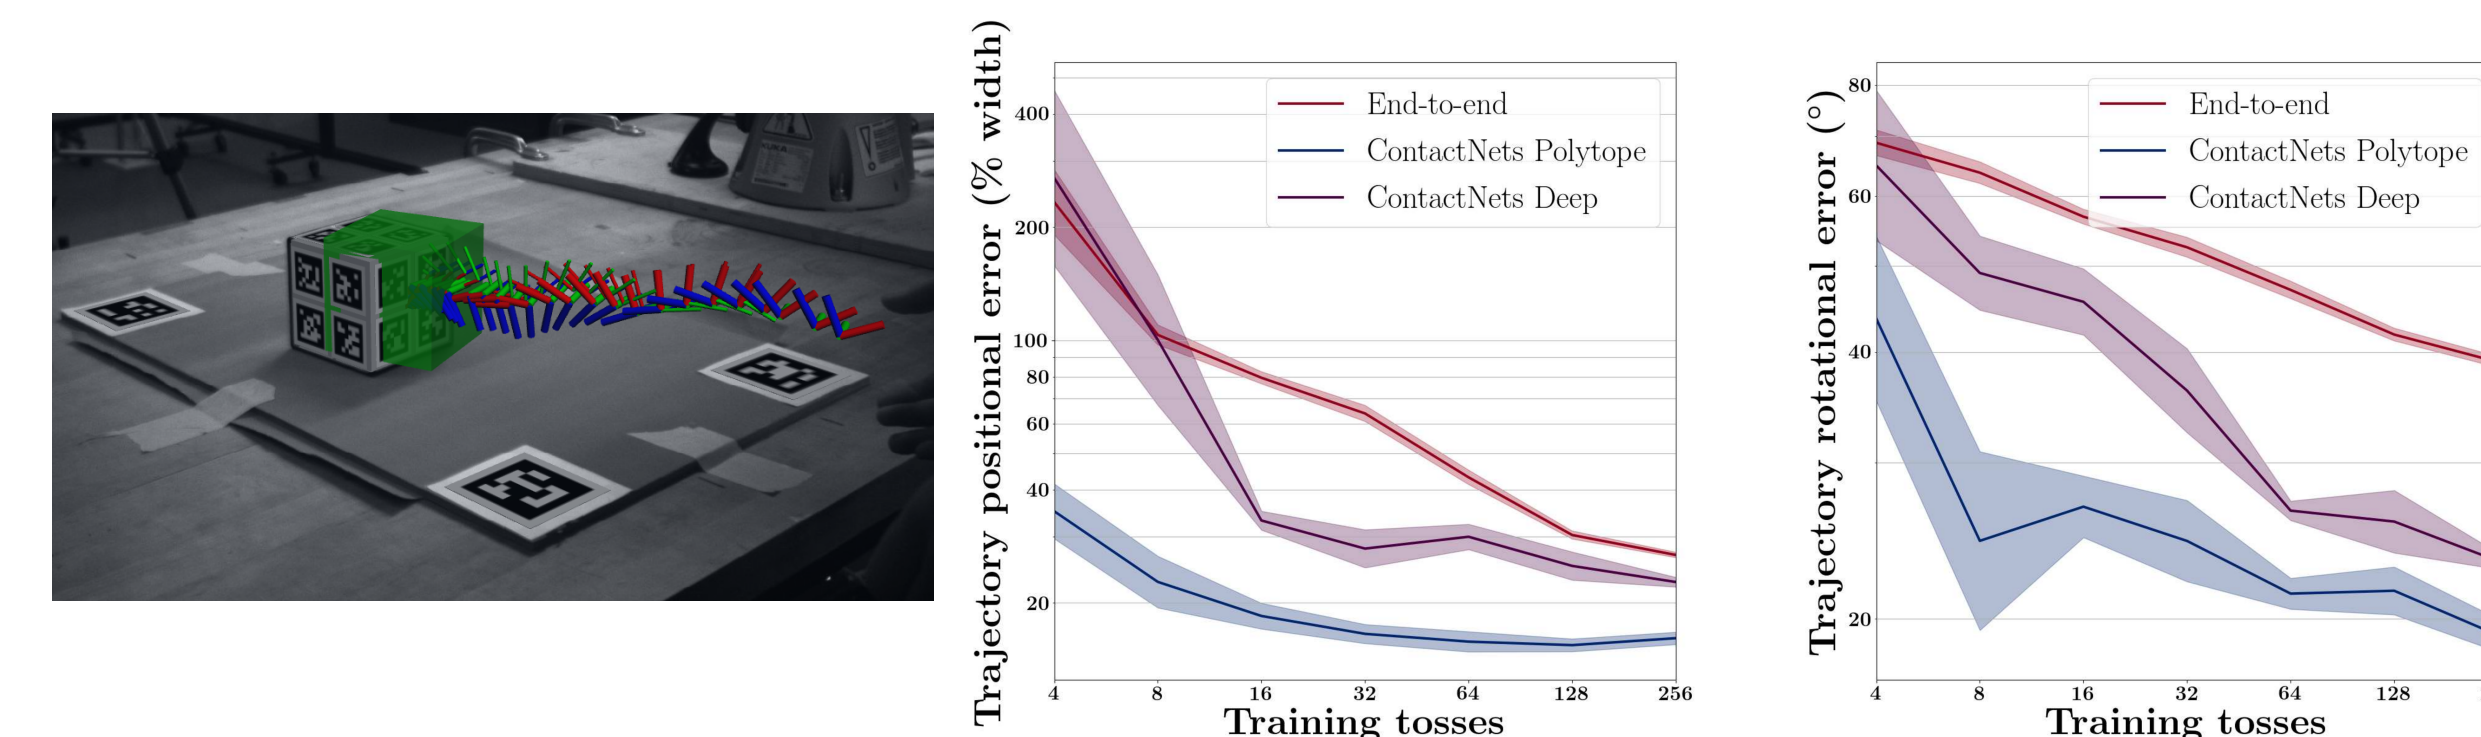 KUKA
Trajectory positional error (% width)
400
200
100
80
60
40
20
End-to-end
ContactNets Polytope
ContactNets Deep
4 8 16 32 64 128 256
Training tosses
Trajectory rotational error (°)
80
60
40
20
End-to-end
ContactNets Polytope
ContactNets Deep
4 8 16 32 64 128
Training tosses